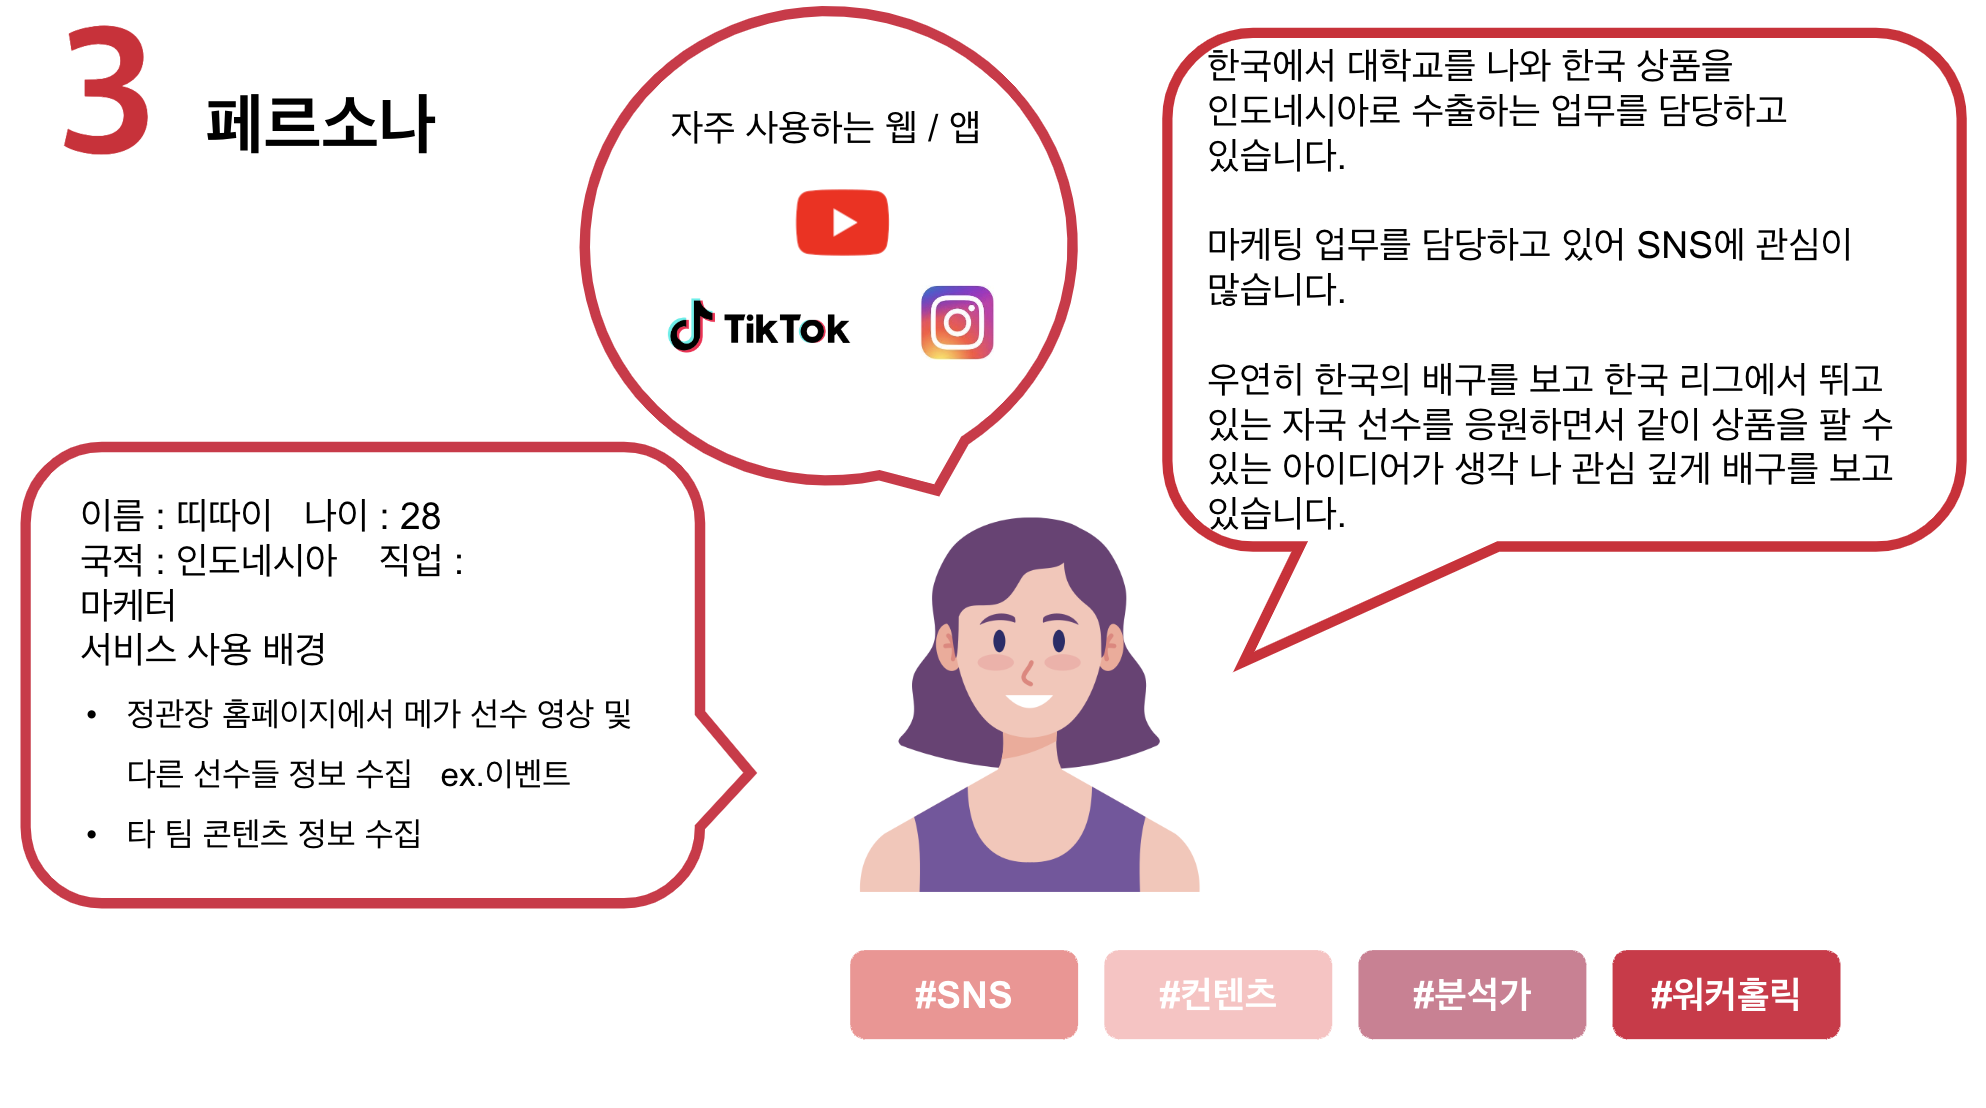 3 페르소나
자주 사용하는 웹 / 앱
TikTok
한국에서 대학교를 나와 한국 상품을
인도네시아로 수출하는 업무를 담당하고
있습니다.
마케팅 업무를 담당하고 있어 SNS에 관심이
많습니다.
우연히 한국의 배구를 보고 한국 리그에서 뛰고
있는 자국 선수를 응원하면서 같이 상품을 팔 수
있는 아이디어가 생각 나 관심 깊게 배구를 보고
있습니다.
이름 : 띠따이 나이 : 28
국적 : 인도네시아 직업 :
마케터
서비스 사용 배경
• 정관장 홈페이지에서 메가 선수 영상 및
다른 선수들 정보 수집 ex.이벤트
• 타 팀 콘텐츠 정보 수집
#SNS
#컨텐츠
#분석가
#워커홀릭